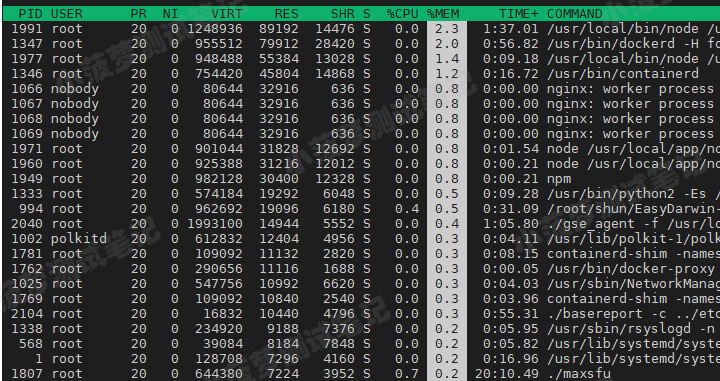 PID USER PR NI VIRT RES SHR S %CPU %MEM TIME+ COMMAND
1991 root 20 0 1248936 89192 14476 S 0.0 2.3 1:37.01 /usr/local/bin/node /u
1347 root 20 0 955512 79912 28420 S 0.0 2.0 0:56.82 /usr/bin/dockerd -H fd
1977 root 20 0 948488 55384 13028 S 0.0 1.4 0:09.18 /usr/local/bin/node /u
1346 root 20 0 754420 45804 14868 S 0.0 1.2 0:16.72 /usr/bin/containerd
1066 nobody 20 0 80644 32916 636 S 0.0 0.8 0:00.00 nginx: worker process
1067 nobody 20 0 80644 32916 636 S 0.0 0.8 0:00.00 nginx: worker process
1068 nobody 20 0 80644 32916 636 S 0.0 0.8 0:00.00 nginx: worker process
1069 nobody 20 0 80644 32916 636 S 0.0 0.8 0:00.00 nginx: worker process
1971 root 20 0 901044 31828 12692 S 0.0 0.8 0:01.54 node /usr/local/app/no
1960 root 20 0 925388 31216 12012 S 0.0 0.8 0:00.21 node /usr/local/app/no
1949 root 20 0 982128 30400 12328 S 0.0 0.8 0:00.21 npm
1333 root 20 0 574184 19292 6048 S 0.0 0.5 0:09.28 /usr/bin/python2 -Es /
994 root 20 0 962692 19096 6180 S 0.4 0.5 0:31.09 /root/shun/EasyDarwin-
2040 root 20 0 1993100 14944 5552 S 0.0 0.4 1:05.88 ./gse_agent -f /usr/lo
1002 polkitd 20 0 612832 12404 4956 S 0.0 0.3 0:04.11 /usr/lib/polkit-1/polk
1781 root 20 0 109092 11132 2820 S 0.0 0.3 0:08.15 containerd-shim -names
1762 root 20 0 290656 11116 1688 S 0.0 0.3 0:00.05 /usr/bin/docker-proxy
1025 root 20 0 547756 10992 6620 S 0.0 0.3 0:04.03 /usr/sbin/NetworkManag
1769 root 20 0 109092 10840 2540 S 0.0 0.3 0:03.96 containerd-shim -names
2104 root 20 0 16832 10440 4796 S 0.0 0.3 0:55.31 ./basereport -c ../etc
1338 root 20 0 234920 9188 7376 S 0.0 0.2 0:05.95 /usr/sbin/rsyslogd -n
568 root 20 0 39084 8184 7848 S 0.0 0.2 0:05.82 /usr/lib/systemd/syste
1 root 20 0 128708 7296 4160 S 0.0 0.2 0:16.96 /usr/lib/systemd/syste
1807 root 20 0 644380 7224 3952 S 0.7 0.2 20:10.49 ./maxsfu
小菠萝测试笔记